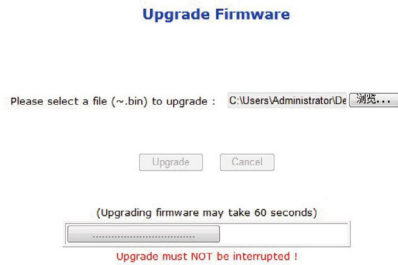 Upgrade Firmware
Please select a file (~.bin) to upgrade : C:\Users\Administrator\De 浏览...
Upgrade Cancel
(Upgrading firmware may take 60 seconds)
Upgrade must NOT be interrupted !